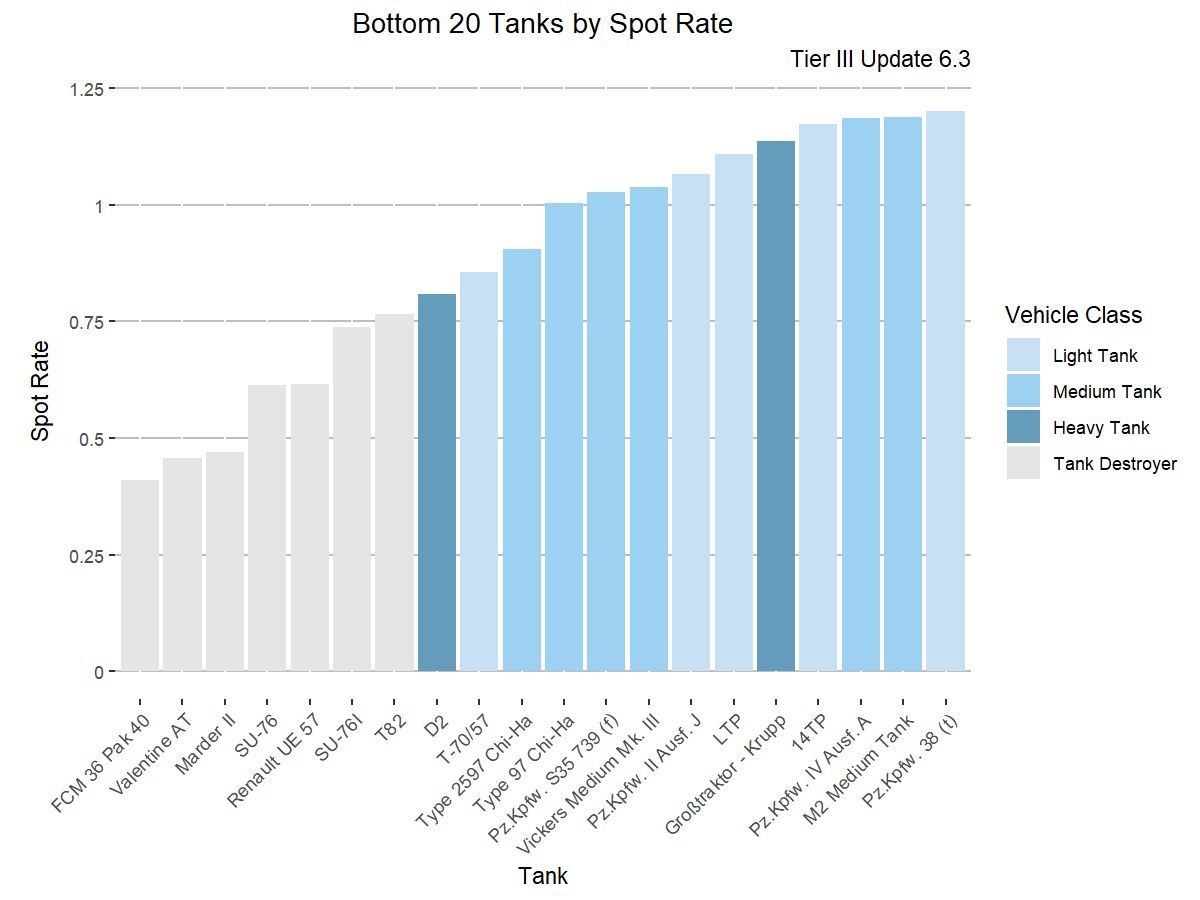 Bottom 20 Tanks by Spot Rate
Tier III Update 6.3
1.25
1
0.75
0.5
0.25
0
Spot Rate
FCM 36 Pak 40
Valentine AT
Marder II
SU-76
Renault UE 57
SU-76I
T82
D2
T-70/57
Type 2597 Chi-Ha
Type 97 Chi-Ha
Pz.Kpfw. S35 739 (f)
Vickers Medium Mk. III
Pz.Kpfw. II Ausf. J
LTP
Großtraktor - Krupp
14TP
Pz.Kpfw. IV Ausf. A
M2 Medium Tank
Pz.Kpfw. 38 (t)
Tank
Vehicle Class
Light Tank
Medium Tank
Heavy Tank
Tank Destroyer